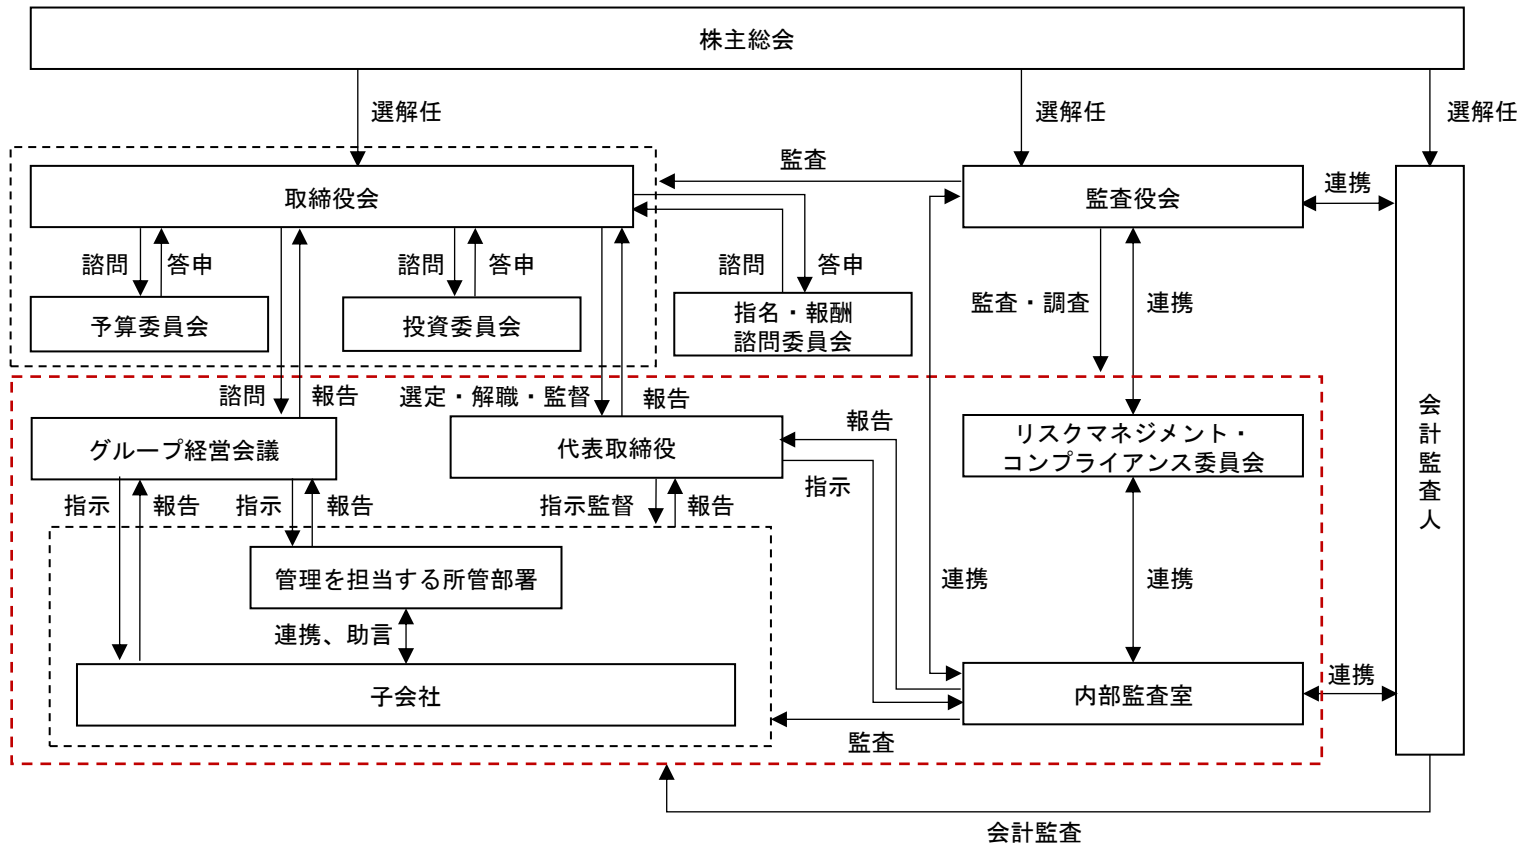 株主総会
選解任
選解任
選解任
取締役会
監査
監査役会
連携
諮問
答申
諮問
答申
諮問
答申
監査・調査
連携
予算委員会
投資委員会
指名・報酬
諮問委員会
諮問
報告
選定・解職・監督
報告
報告
グループ経営会議
代表取締役
リスクマネジメント・
コンプライアンス委員会
会計監査人
指示
報告
指示
報告
指示監督
報告
指示
管理を担当する所管部署
連携
連携
連携、助言
子会社
内部監査室
連携
監査
会計監査